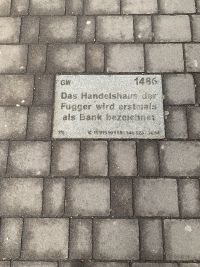 GW 1486
Das Handelshaus der
Fugger wird erstmals
als Bank bezeichnet